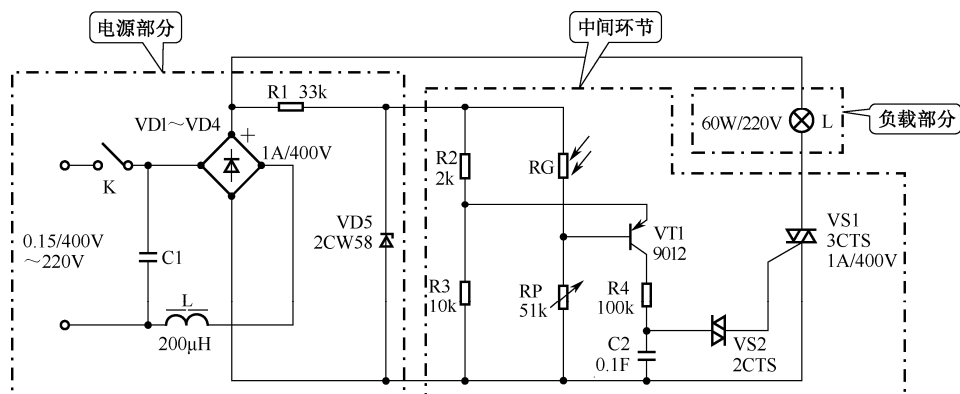 电源部分
中间环节
R1 33k
VD1～VD4
+
1A/400V
60W/220V
L
负载部分
K
R2
2k
RG
0.15/400V
～220V
C1
VD5
2CW58
VT1
9012
VS1
3CTS
1A/400V
L
200μH
R3
10k
RP
51k
R4
100k
C2
0.1F
VS2
2CTS